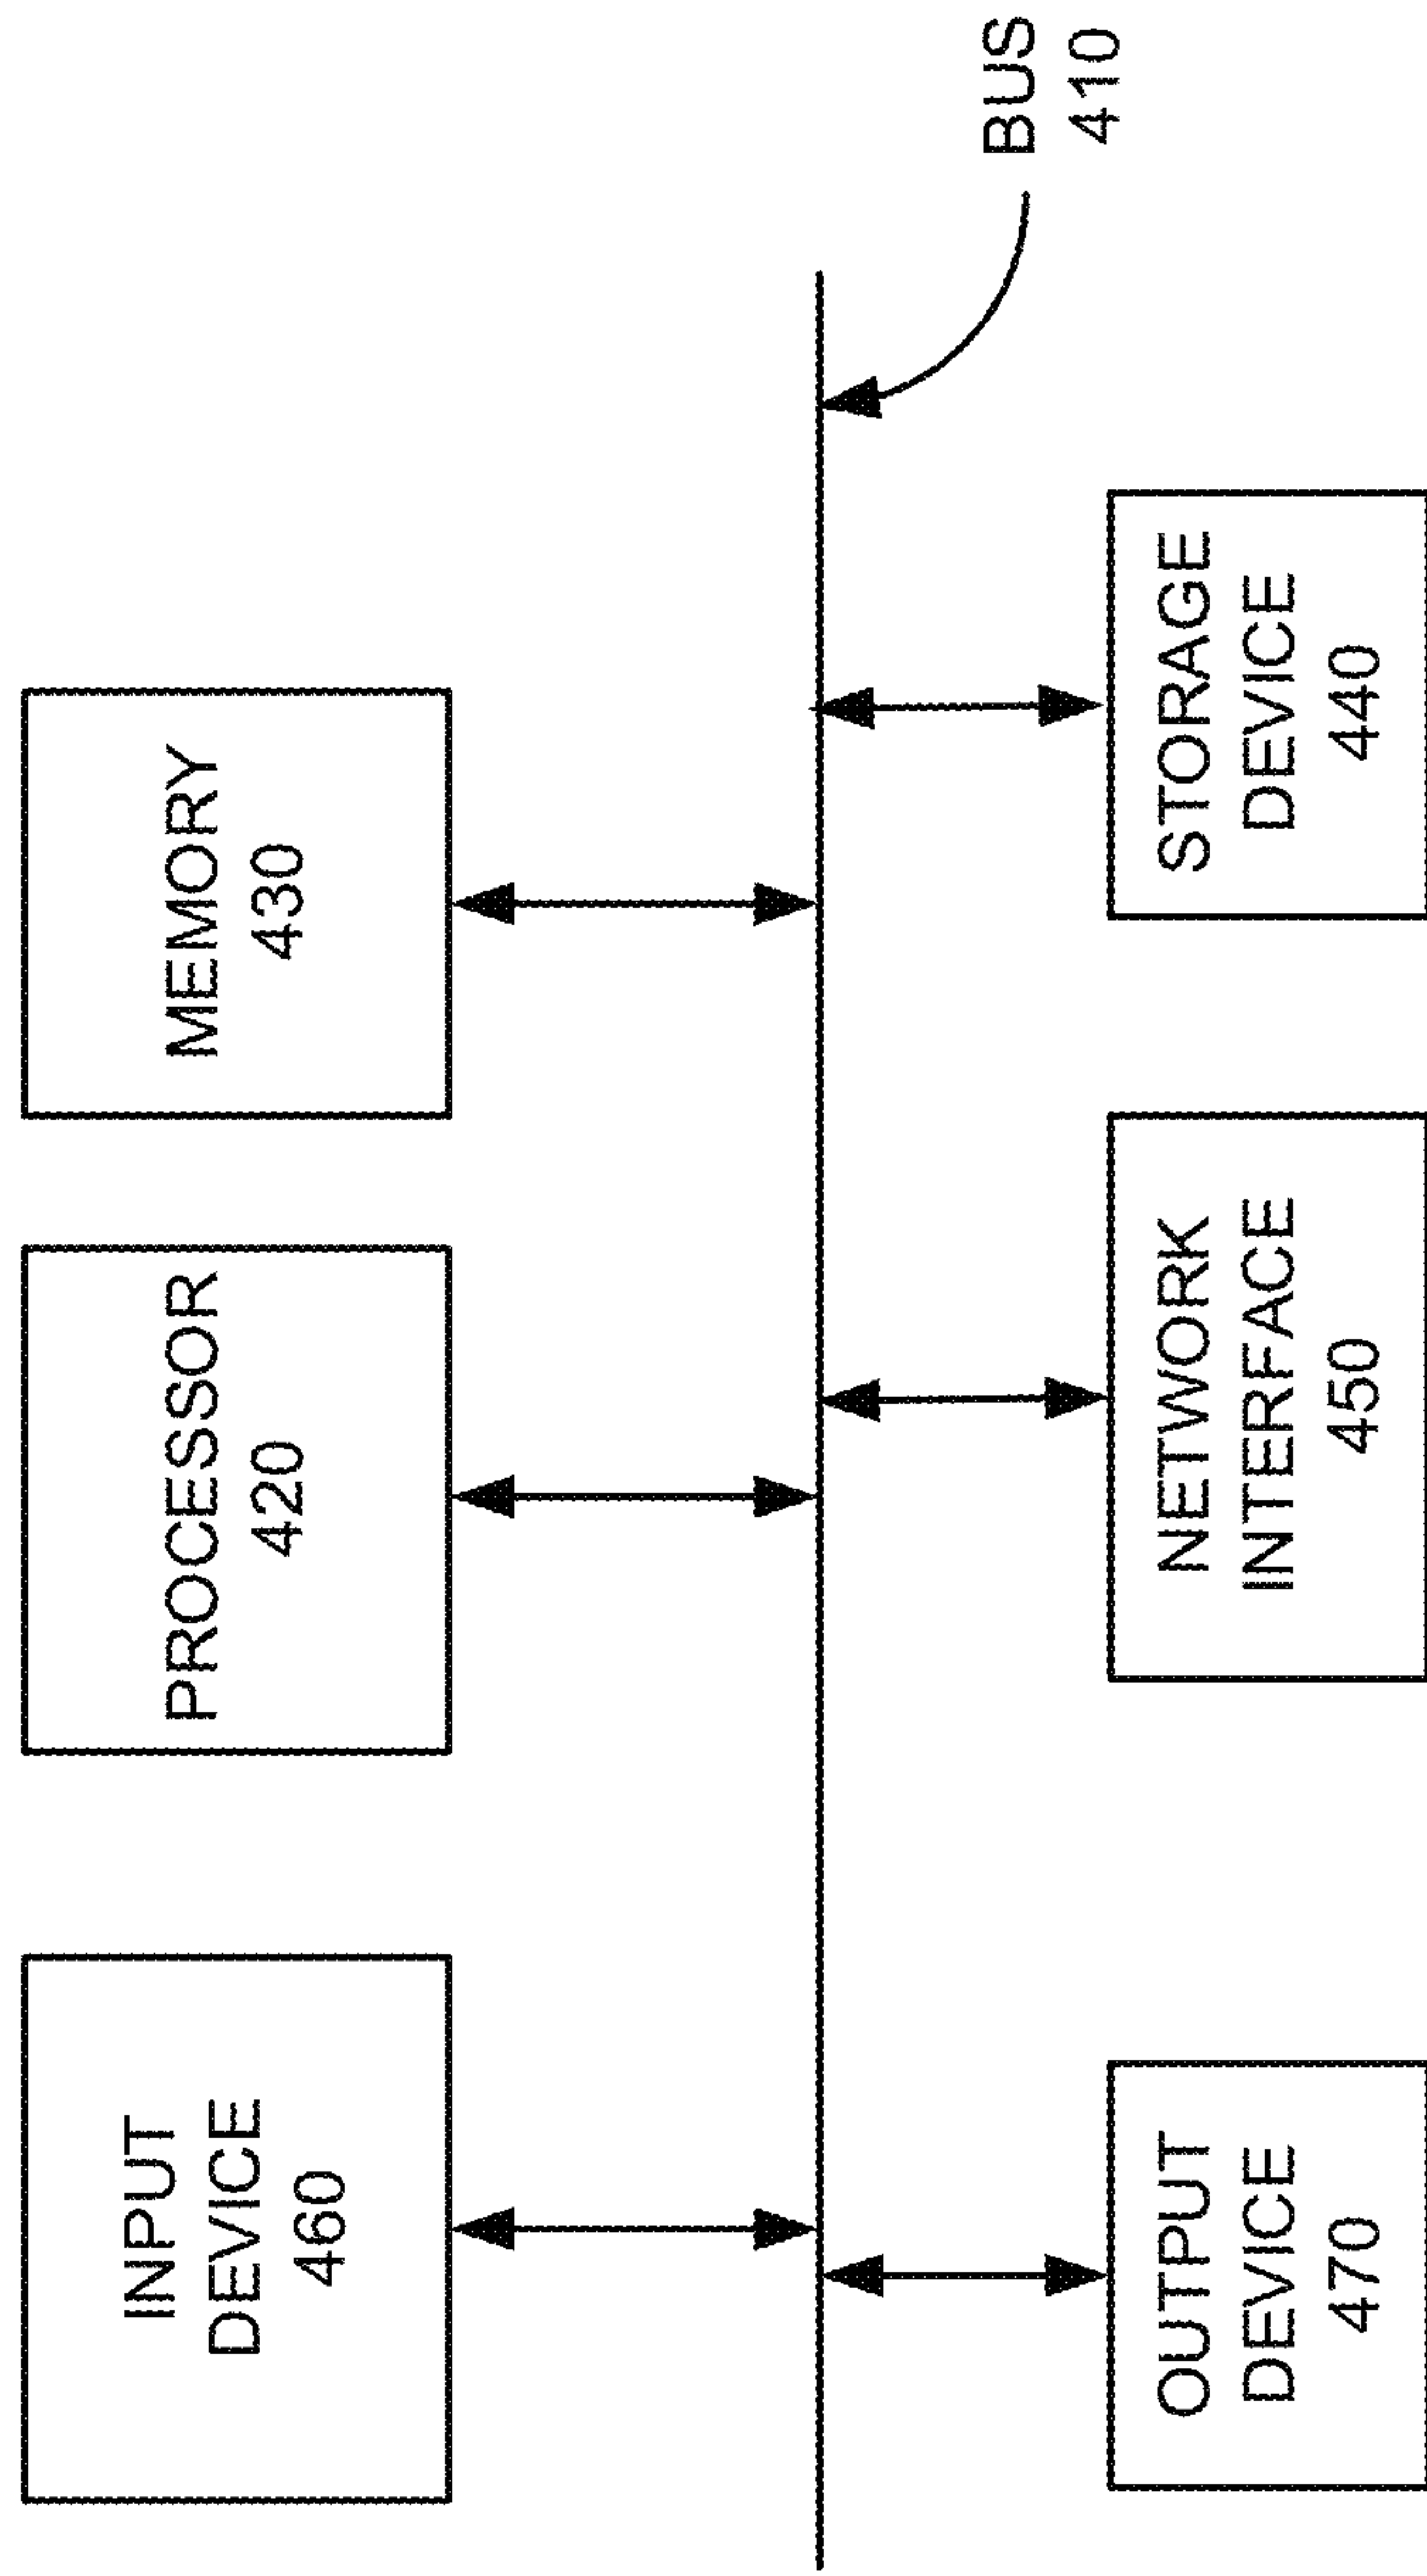 INPUT
DEVICE
460
PROCESSOR
420
MEMORY
430
BUS
410
OUTPUT
DEVICE
470
NETWORK
INTERFACE
450
STORAGE
DEVICE
440